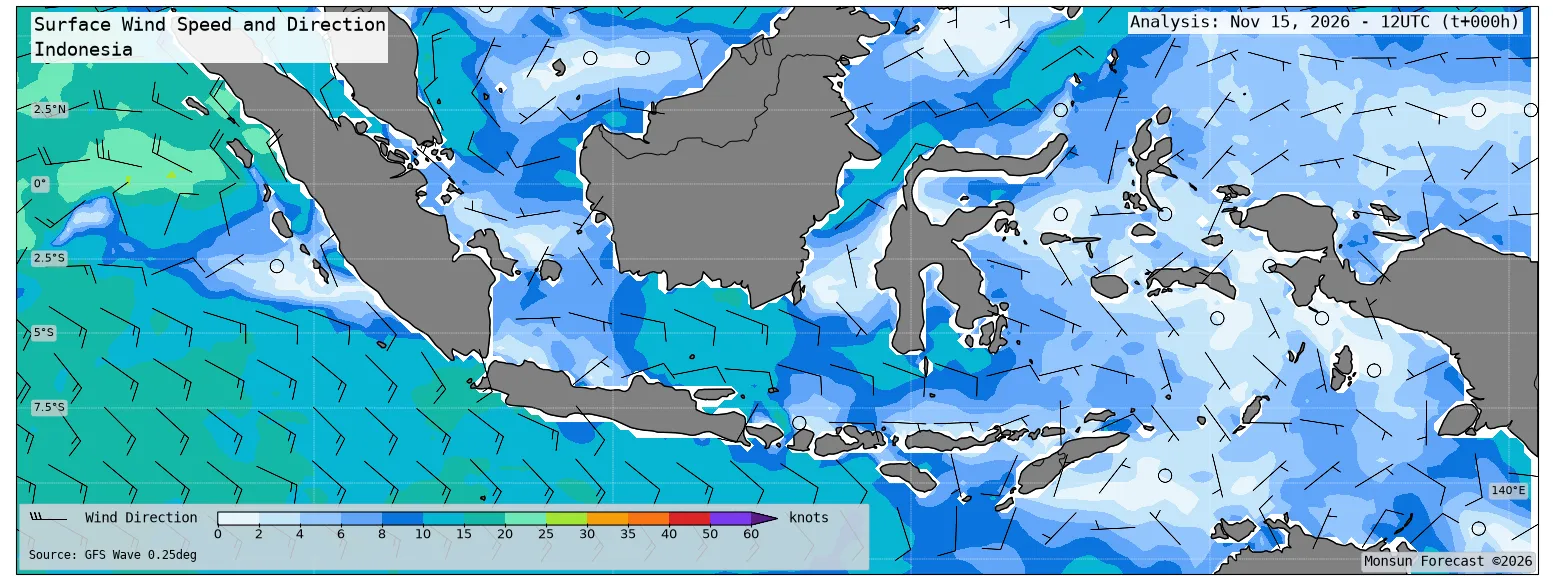 Surface Wind Speed and Direction
Indonesia
Analysis: Nov 15, 2026 - 12UTC (t+000h)
2.5°N
0°
2.5°S
5°S
7.5°S
140°E
Wind Direction
knots
0 2 4 6 8 10 15 20 25 30 35 40 50 60
Source: GFS Wave 0.25deg
Monsun Forecast ©2026